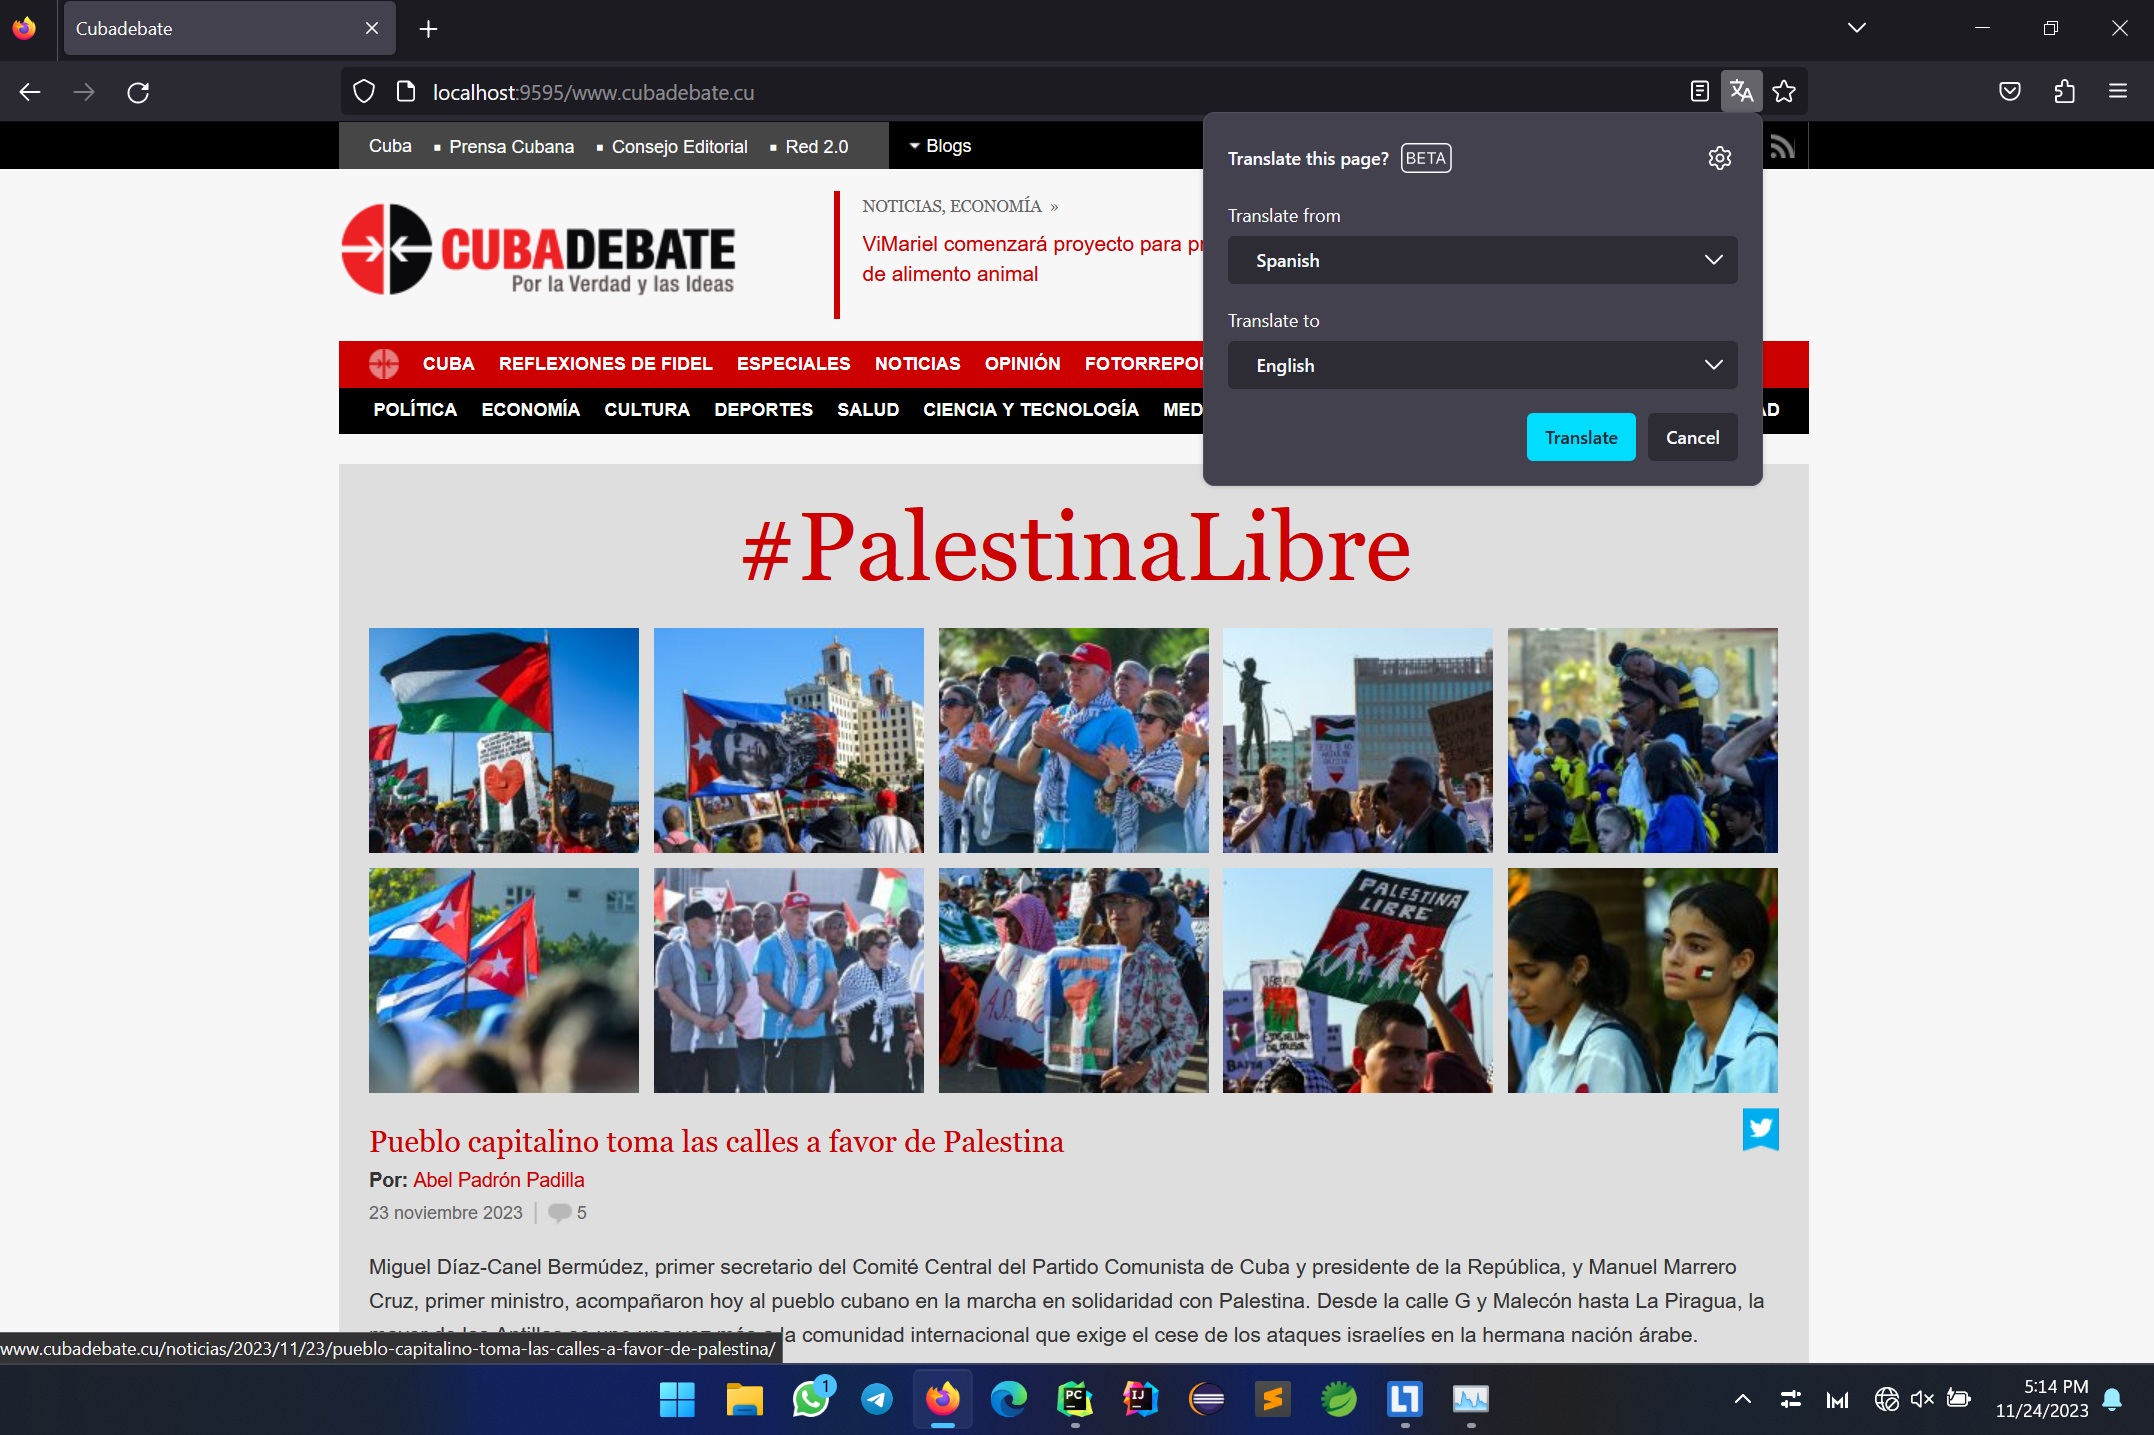 Cubadebate
localhost:9595/www.cubadebate.cu
Cuba ▪ Prensa Cubana ▪ Consejo Editorial ▪ Red 2.0 Blogs
Translate this page? BETA
Translate from
Spanish
Translate to
English
Translate Cancel
CUBADEBATE
Por la Verdad y las Ideas
NOTICIAS, ECONOMÍA »
ViMariel comenzará proyecto para
de alimento animal
CUBA REFLEXIONES DE FIDEL ESPECIALES NOTICIAS OPINIÓN FOTORREPO
POLÍTICA ECONOMÍA CULTURA DEPORTES SALUD CIENCIA Y TECNOLOGÍA MED
#PalestinaLibre
PALESTINA
LIBRE
Pueblo capitalino toma las calles a favor de Palestina
Por: Abel Padrón Padilla
23 noviembre 2023 | 5
Miguel Díaz-Canel Bermúdez, primer secretario del Comité Central del Partido Comunista de Cuba y presidente de la República, y Manuel Marrero
Cruz, primer ministro, acompañaron hoy al pueblo cubano en la marcha en solidaridad con Palestina. Desde la calle G y Malecón hasta La Piragua, la
la comunidad internacional que exige el cese de los ataques israelíes en la hermana nación árabe.
www.cubadebate.cu/noticias/2023/11/23/pueblo-capitalino-toma-las-calles-a-favor-de-palestina/
1
PC
IJ
5:14 PM
11/24/2023